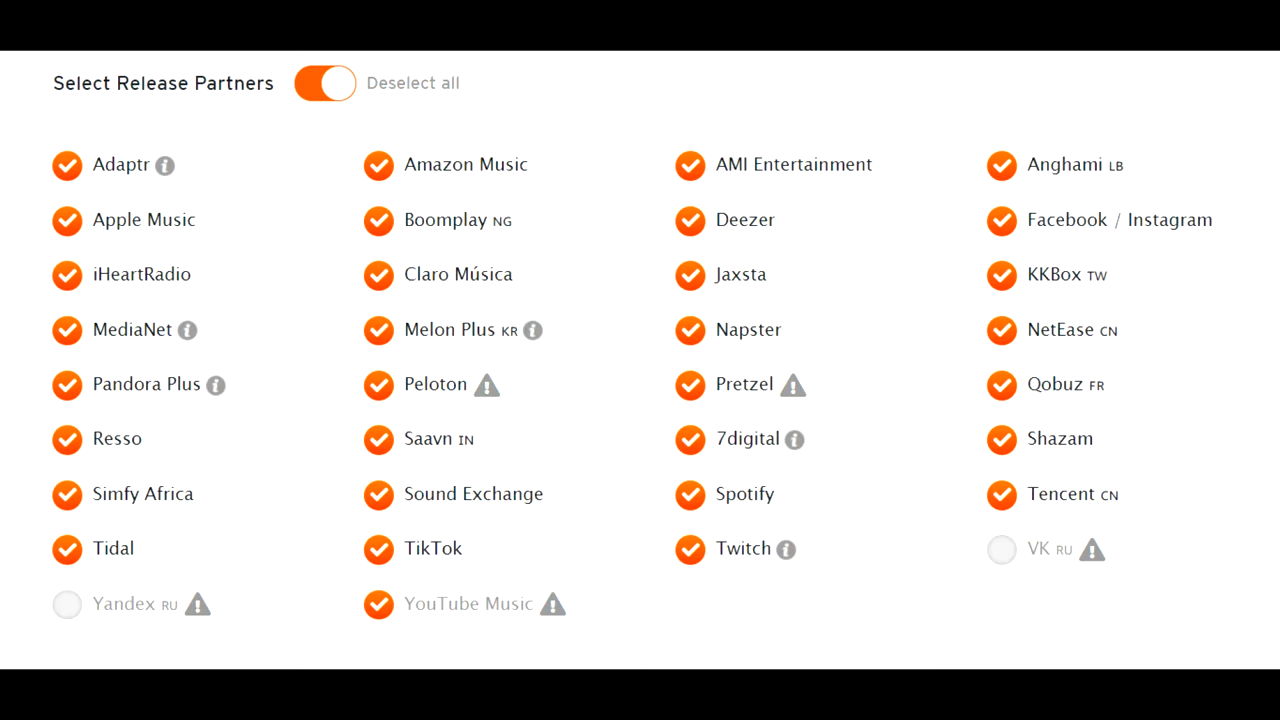 Select Release Partners Deselect all
Adaptr Amazon Music AMI Entertainment Anghami LB
Apple Music Boomplay NG Deezer Facebook / Instagram
iHeartRadio Claro Música Jaxsta KKBox TW
MediaNet Melon Plus KR Napster NetEase CN
Pandora Plus Peloton Pretzel Qobuz FR
Resso Saavn IN 7digital Shazam
Simfy Africa Sound Exchange Spotify Tencent CN
Tidal TikTok Twitch VK RU
Yandex RU YouTube Music